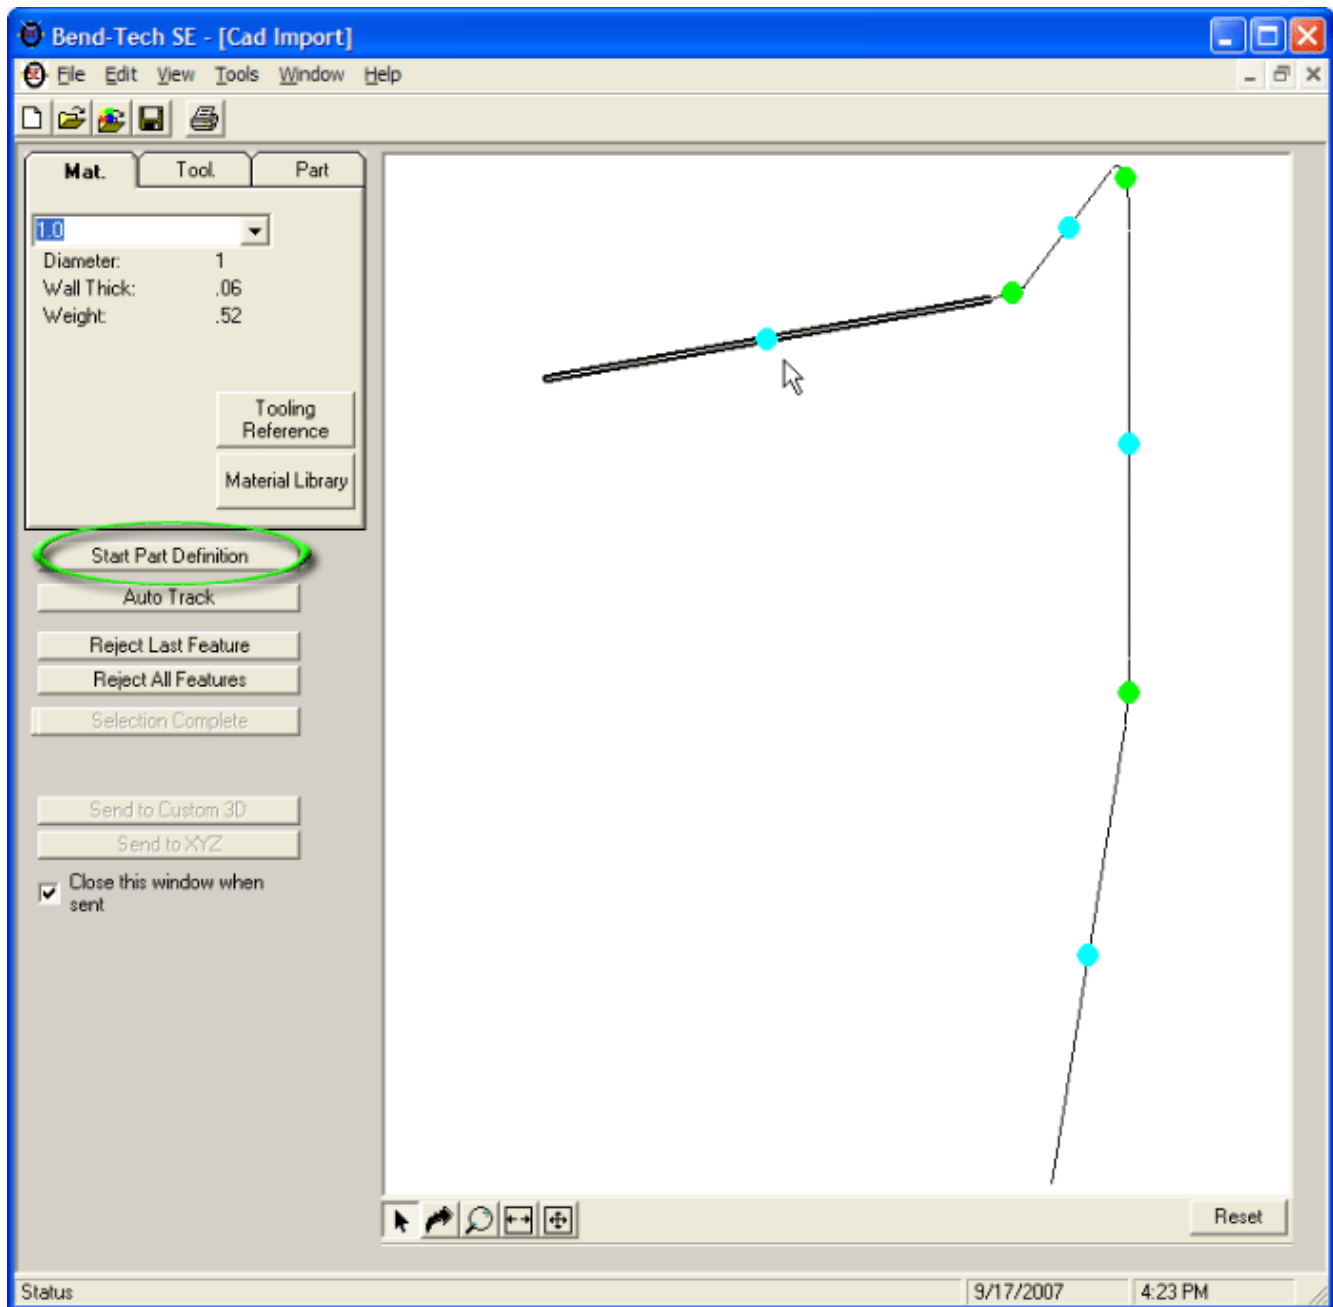 Bend-Tech SE - [Cad Import]
File Edit View Tools Window Help
Mat. Tool. Part
1.0
Diameter: 1
Wall Thick: .06
Weight: .52
Tooling
Reference
Material Library
Start Part Definition
Auto Track
Reject Last Feature
Reject All Features
Selection Complete
Send to Custom 3D
Send to XYZ
Close this window when
sent
Reset
Status 9/17/2007 4:23 PM